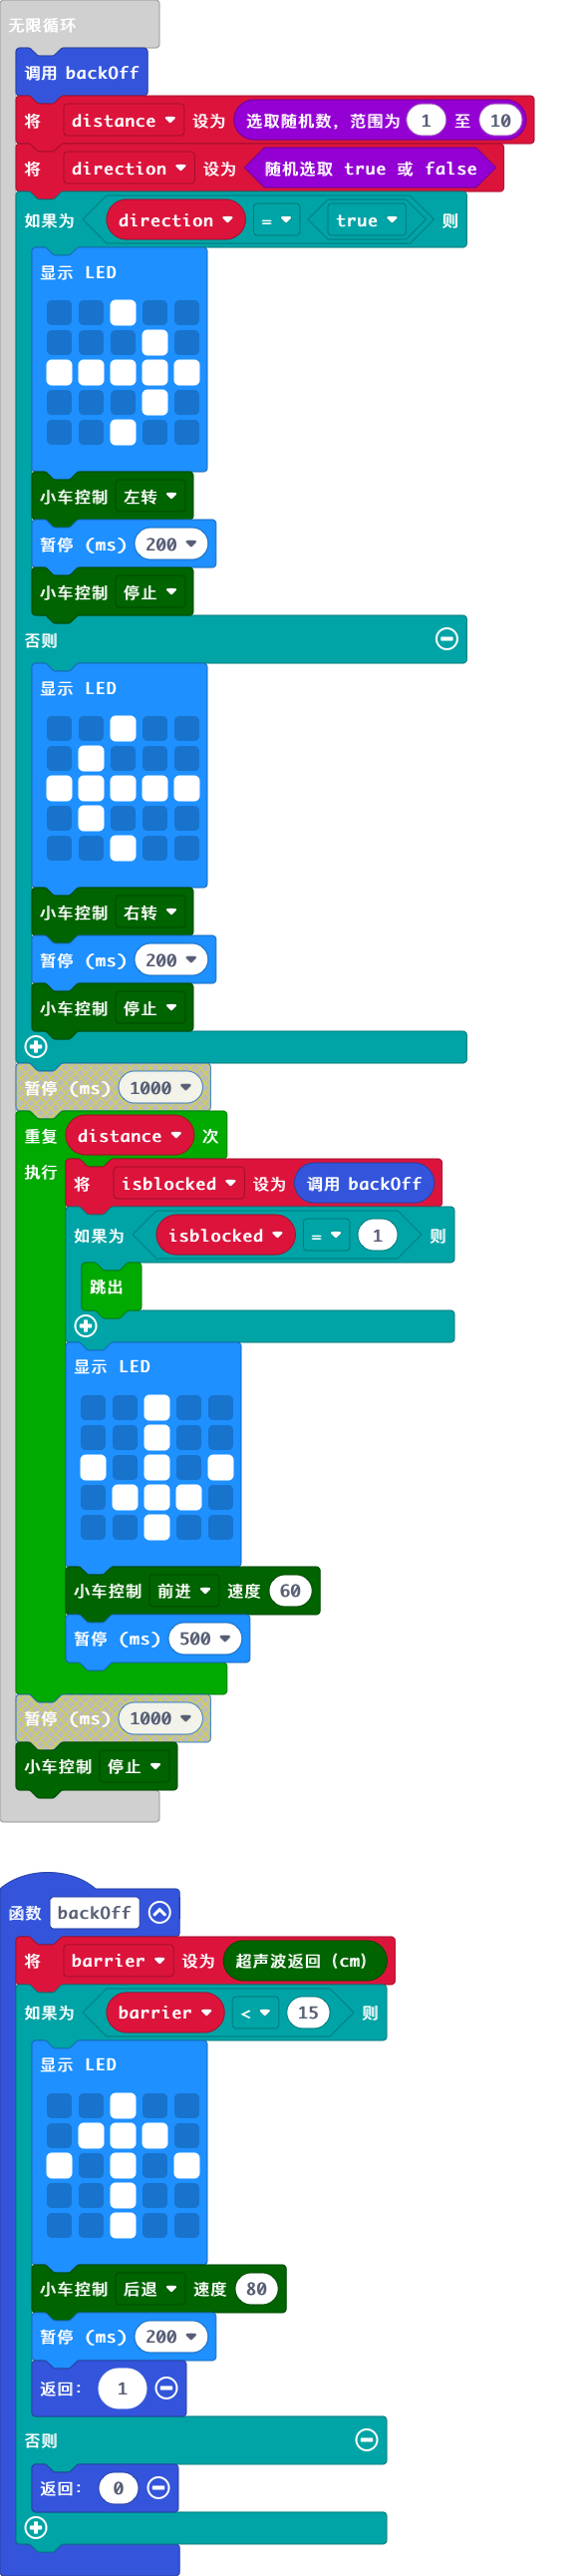 无限循环
调用 backOff
将 distance 设为 选取随机数，范围为 1 至 10
将 direction 设为 随机选取 true 或 false
如果为 direction = true 则
显示 LED
小车控制 左转
暂停 (ms) 200
小车控制 停止
否则
显示 LED
小车控制 右转
暂停 (ms) 200
小车控制 停止
暂停 (ms) 1000
重复 distance 次
执行 将 isblocked 设为 调用 backOff
如果为 isblocked = 1 则
跳出
显示 LED
小车控制 前进 速度 60
暂停 (ms) 500
暂停 (ms) 1000
小车控制 停止
函数 backOff
将 barrier 设为 超声波返回（cm）
如果为 barrier < 15 则
显示 LED
小车控制 后退 速度 80
暂停 (ms) 200
返回： 1
否则
返回： 0